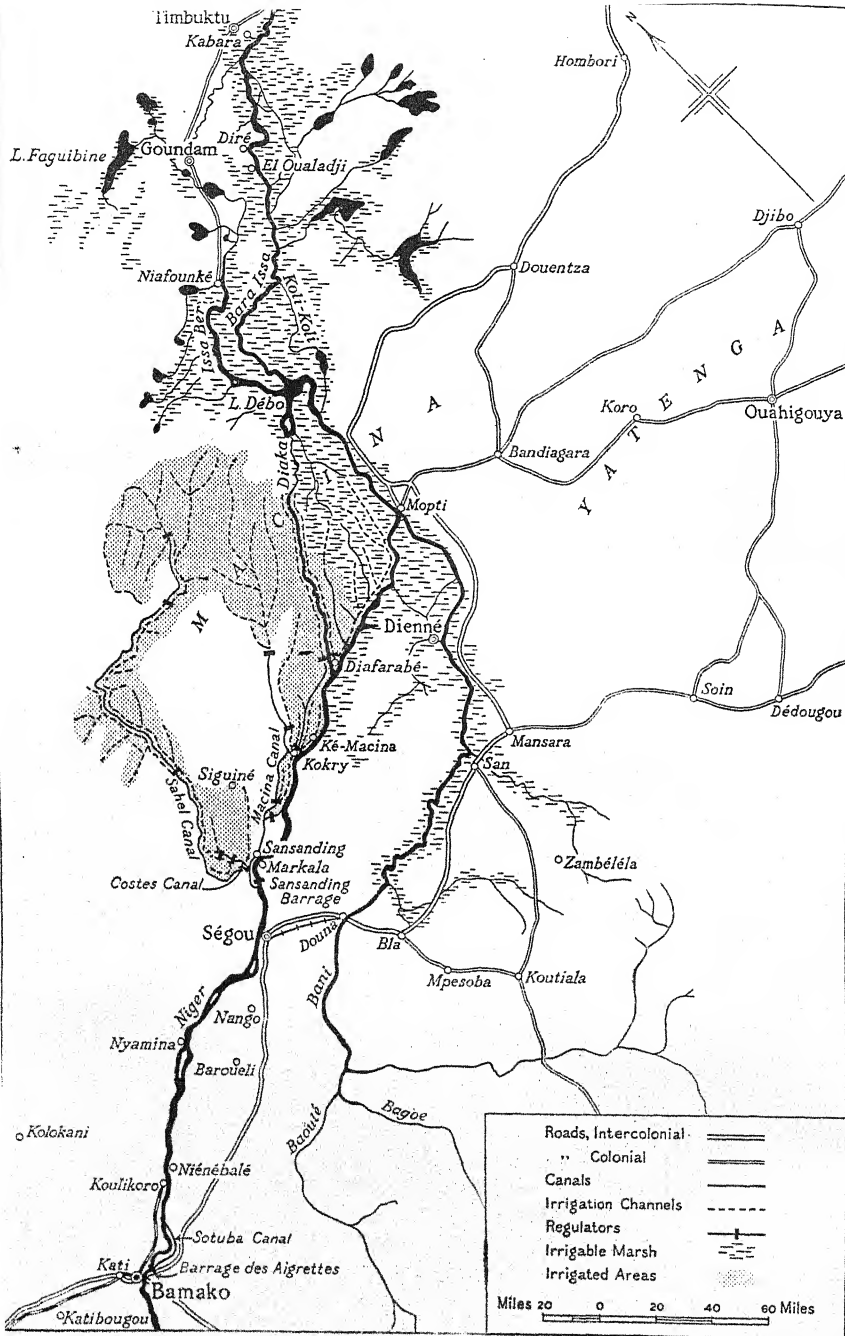 Timbuktu
Kabara
N
Hombori
L. Faguibine
Goundam
Diré
El Oualadji
Djibo
Douentza
Niafounké
Bara Issa
Koli-Koli
Issa Ber
L. Débo
Koro
Ouahigouya
Bandiagara
YATENGA
MACINA
Diaka
Mopti
Dienné
Diafarabé
Soin
Dédougou
Mansara
Ké-Macina
Kokry
San
Siguiné
Macina Canal
Sahel Canal
Sansanding
Markala
Zambéléla
Costes Canal
Sansanding
Barrage
Ségou
Douna
Bla
Mpesoba
Koutiala
Bani
Niger
Nango
Nyamina
Baroueli
Kolokani
Baoulé
Bagoe
Niénébalé
Koulikoro
Sotuba Canal
Kati
Barrage des Aigrettes
Bamako
Katibougou
Roads, Intercolonial
" Colonial
Canals
Irrigation Channels
Regulators
Irrigable Marsh
Irrigated Areas
Miles 20 0 20 40 60 Miles